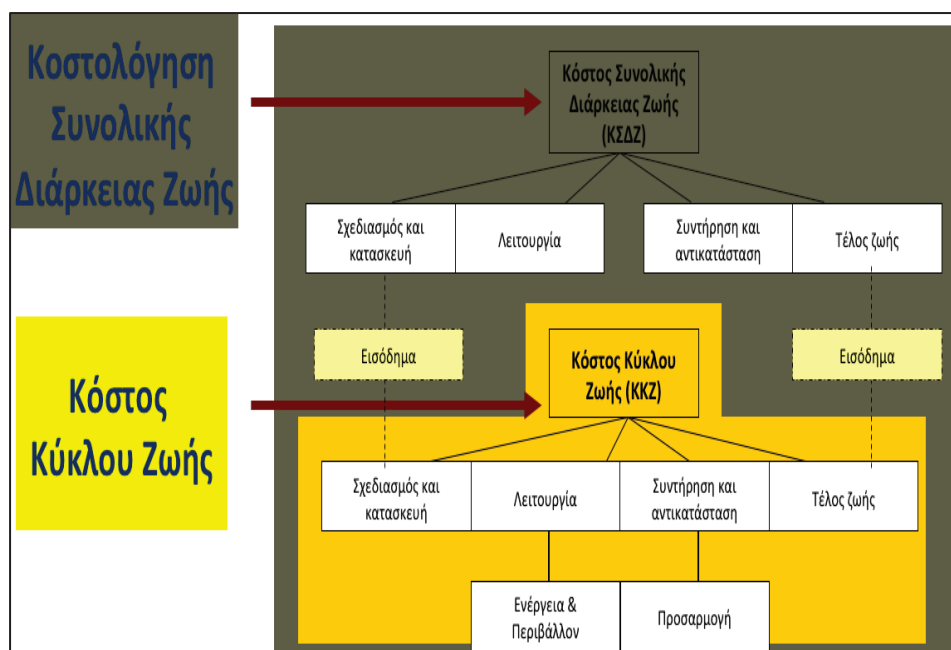 Κοστολόγηση
Συνολικής
Διάρκειας Ζωής
Κόστος Συνολικής
Διάρκειας Ζωής
(ΚΣΔΖ)
Σχεδιασμός και
κατασκευή
Λειτουργία
Συντήρηση και
αντικατάσταση
Τέλος ζωής
Εισόδημα
Εισόδημα
Κόστος
Κύκλου Ζωής
Κόστος Κύκλου
Ζωής (ΚΚΖ)
Σχεδιασμός και
κατασκευή
Λειτουργία
Συντήρηση και
αντικατάσταση
Τέλος ζωής
Ενέργεια &
Περιβάλλον
Προσαρμογή